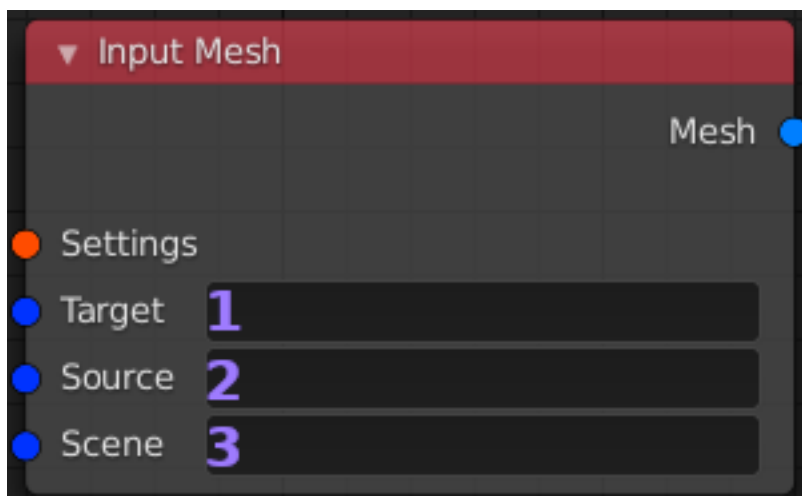 Input Mesh
Mesh
Settings
Target 1
Source 2
Scene 3